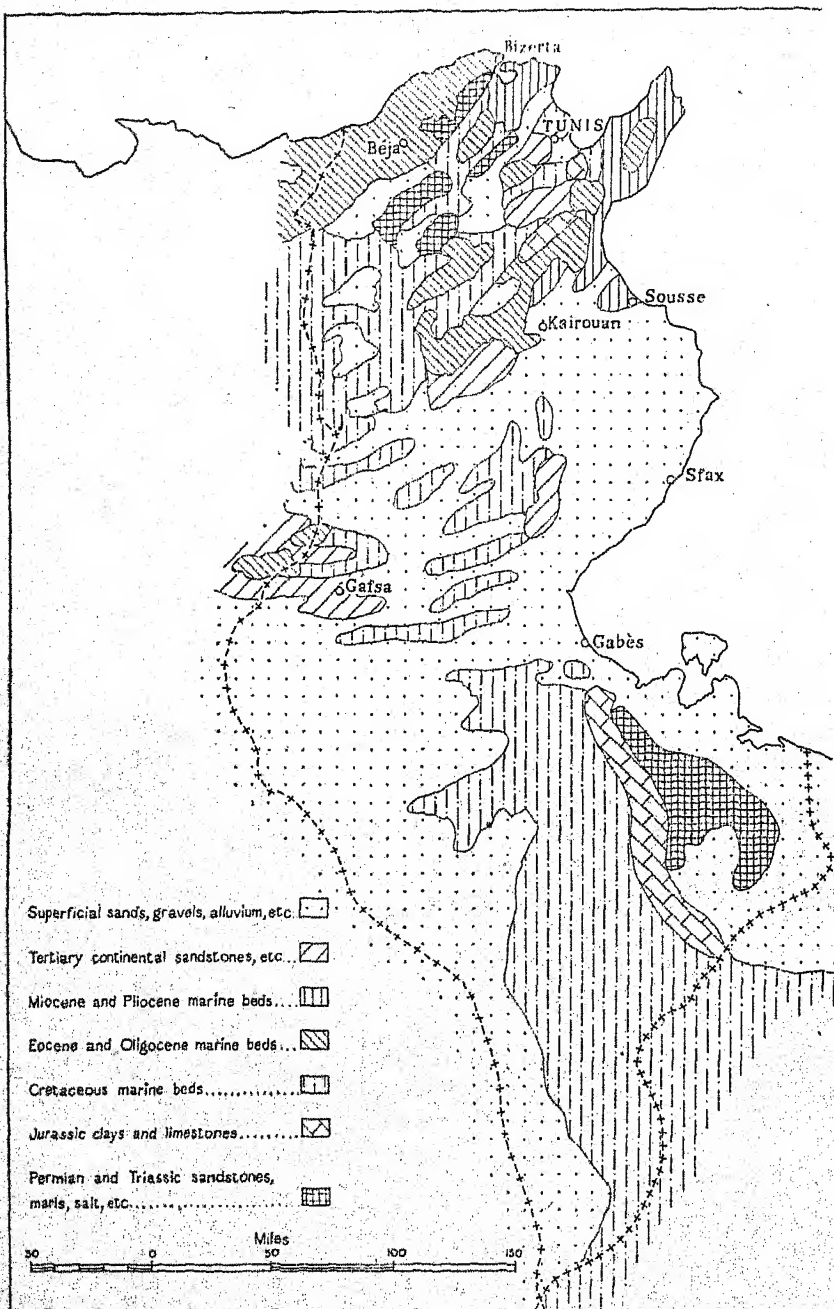 Bizerta
TUNIS
Béja
Sousse
Kairouan
Sfax
Gafsa
Gabès
Superficial sands, gravels, alluvium, etc.
Tertiary continental sandstones, etc...
Miocene and Pliocene marine beds....
Eocene and Oligocene marine beds...
Cretaceous marine beds..............
Jurassic clays and limestones.........
Permian and Triassic sandstones,
marls, salt, etc........................
Miles
50 0 50 100 150